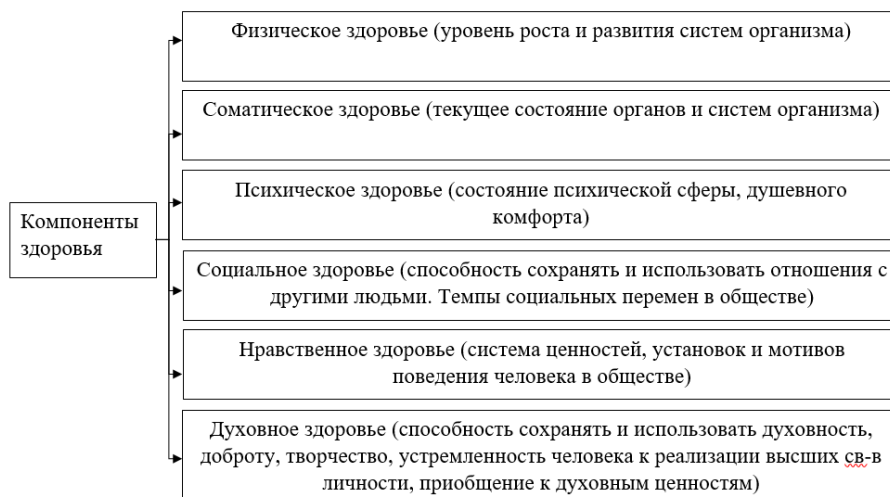 Физическое здоровье (уровень роста и развития систем организма)
Соматическое здоровье (текущее состояние органов и систем организма)
Психическое здоровье (состояние психической сферы, душевного
комфорта)
Компоненты
здоровья
Социальное здоровье (способность сохранять и использовать отношения с
другими людьми. Темпы социальных перемен в обществе)
Нравственное здоровье (система ценностей, установок и мотивов
поведения человека в обществе)
Духовное здоровье (способность сохранять и использовать духовность,
доброту, творчество, устремленность человека к реализации высших св-в
личности, приобщение к духовным ценностям)